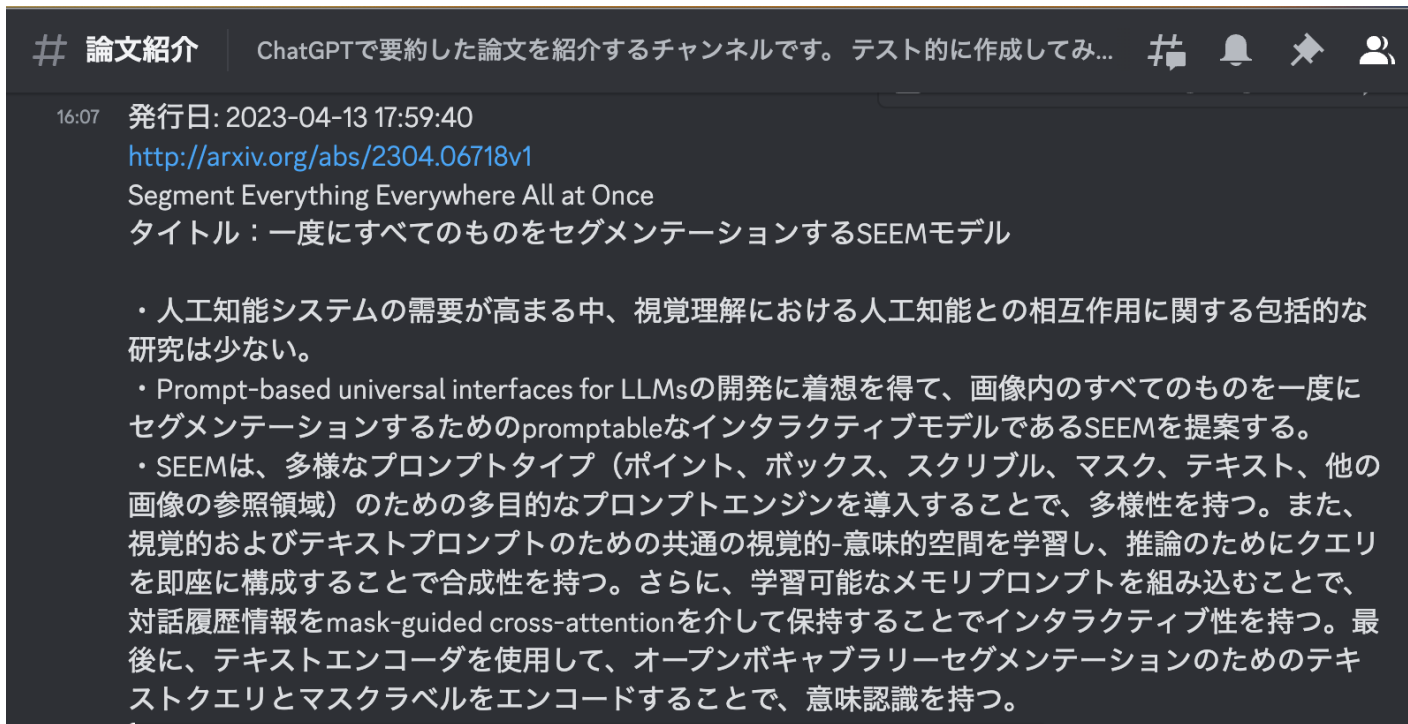 # 論文紹介 ChatGPTで要約した論文を紹介するチャンネルです。 テスト的に作成してみ...
16:07 発行日: 2023-04-13 17:59:40
http://arxiv.org/abs/2304.06718v1
Segment Everything Everywhere All at Once
タイトル：一度にすべてのものをセグメンテーションするSEEMモデル
・人工知能システムの需要が高まる中、視覚理解における人工知能との相互作用に関する包括的な
研究は少ない。
・Prompt-based universal interfaces for LLMsの開発に着想を得て、画像内のすべてのものを一度に
セグメンテーションするためのpromptableなインタラクティブモデルであるSEEMを提案する。
・SEEMは、多様なプロンプトタイプ（ポイント、ボックス、スクリブル、マスク、テキスト、他の
画像の参照領域）のための多目的なプロンプトエンジンを導入することで、多様性を持つ。また、
視覚的およびテキストプロンプトのための共通の視覚的-意味的空間を学習し、推論のためにクエリ
を即座に構成することで合成性を持つ。さらに、学習可能なメモリプロンプトを組み込むことで、
対話履歴情報をmask-guided cross-attentionを介して保持することでインタラクティブ性を持つ。最
後に、テキストエンコーダを使用して、オープンボキャブラリーセグメンテーションのためのテキ
ストクエリとマスクラベルをエンコードすることで、意味認識を持つ。